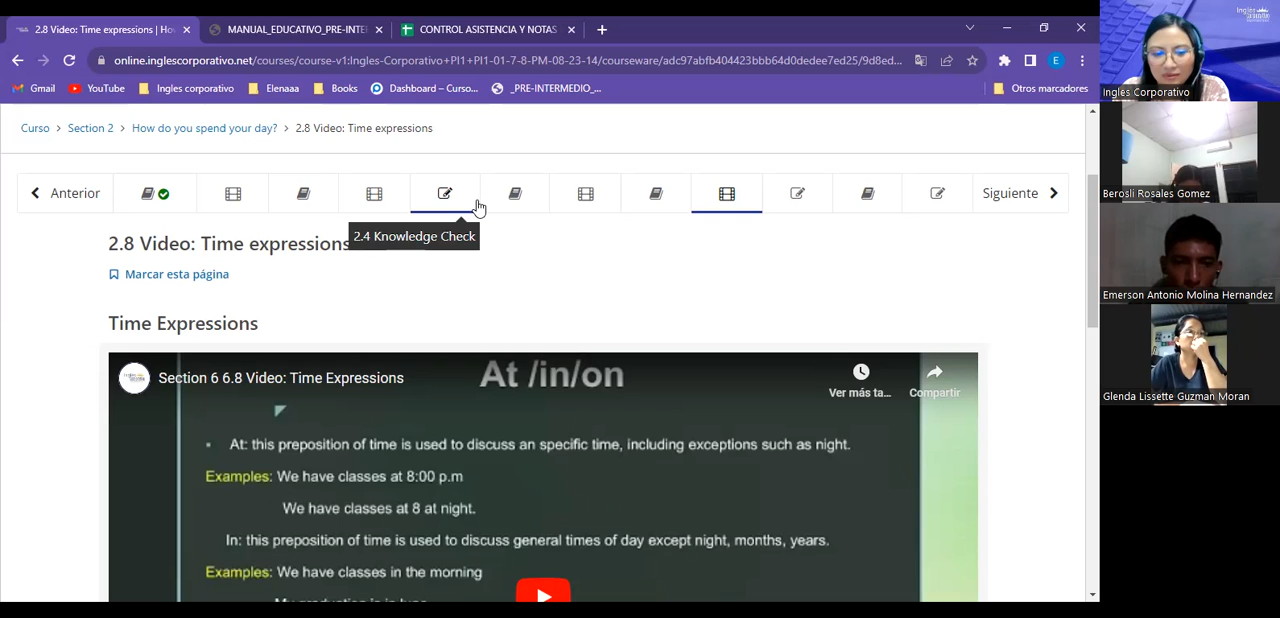 2.8 Video: Time expressions | Ho
MANUAL_EDUCATIVO_PRE-INTE
CONTROL ASISTENCIA Y NOTAS
online.inglescorporativo.net/courses/course-v1:Ingles-Corporativo+PI1+PI1-01-7-8-PM-08-23-14/courseware/adc97abfb404423bbb64d0dedee7ed25/9d8ed...
E
Gmail
YouTube
Ingles corporativo
Elenaaa
Books
Dashboard – Curso...
_PRE-INTERMEDIO_...
Otros marcadores
Curso > Section 2 > How do you spend your day? > 2.8 Video: Time expressions
Anterior
Siguiente
2.4 Knowledge Check
2.8 Video: Time expressions
Marcar esta página
Time Expressions
Section 6 6.8 Video: Time Expressions
At /in/on
Ver más ta...
Compartir
At: this preposition of time is used to discuss an specific time, including exceptions such as night.
Examples: We have classes at 8:00 p.m
We have classes at 8 at night.
In: this preposition of time is used to discuss general times of day except night, months, years.
Examples: We have classes in the morning
Ingles
Ingles Corporativo
Berosli Rosales Gomez
Emerson Antonio Molina Hernandez
Glenda Lissette Guzman Moran